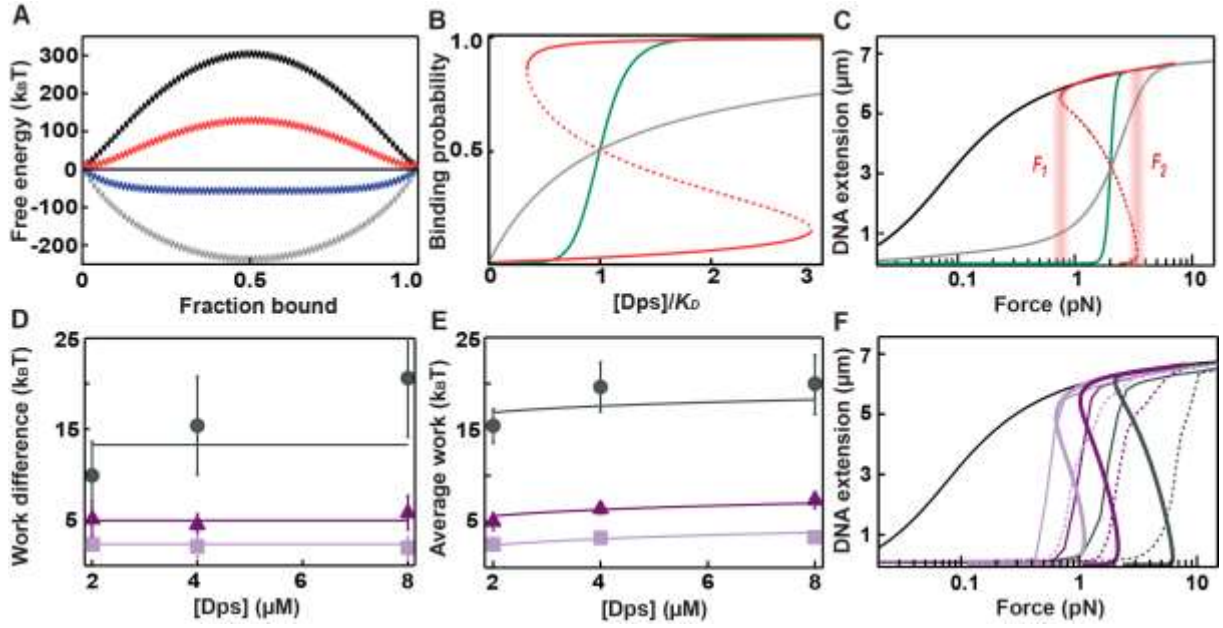 A
Free energy (kBT)
300
200
100
0
-100
-200
0
0.5
1.0
Fraction bound
B
Binding probability
1.0
0.5
0
1
2
3
[Dps]/KD
C
DNA extension (µm)
7
5
3
1
F1
F2
0.1
1
10
Force (pN)
D
Work difference (kBT)
25
15
5
2
4
8
[Dps] (µM)
E
Average work (kBT)
25
15
5
2
4
8
[Dps] (µM)
F
DNA extension (µm)
7
5
3
1
0.1
1
10
Force (pN)